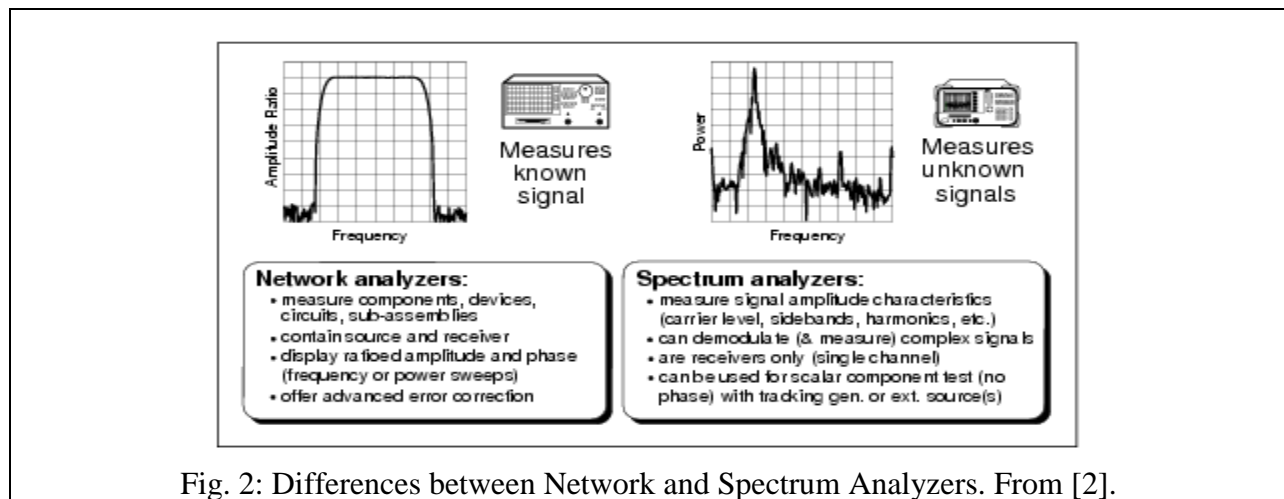 Amplitude Ratio
Frequency
Measures
known
signal
Power
Frequency
Measures
unknown
signals
Network analyzers:
• measure components, devices,
circuits, sub-assemblies
• contain source and receiver
• display ratioed amplitude and phase
(frequency or power sweeps)
• offer advanced error correction
Spectrum analyzers:
• measure signal amplitude characteristics
(carrier level, sidebands, harmonics, etc.)
• can demodulate (& measure) complex signals
• are receivers only (single channel)
• can be used for scalar component test (no
phase) with tracking gen. or ext. source(s)
Fig. 2: Differences between Network and Spectrum Analyzers. From [2].